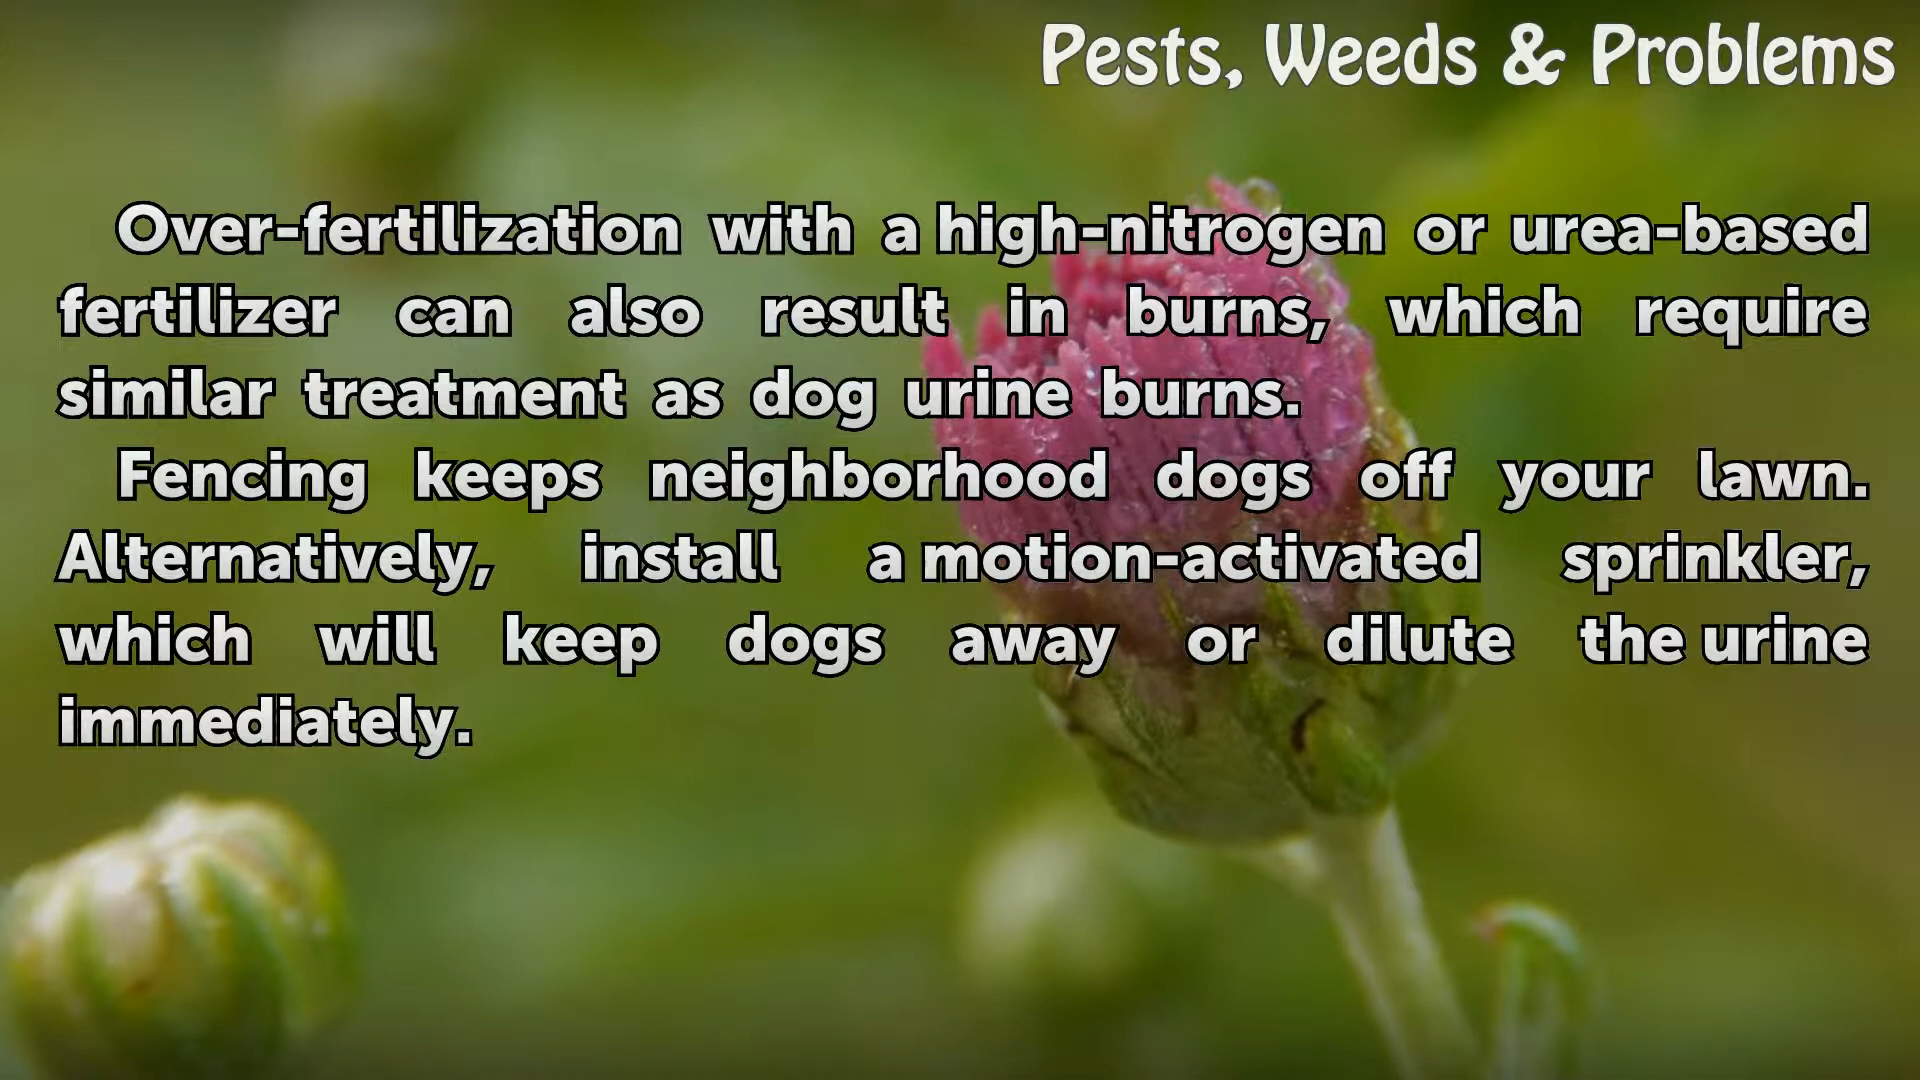 Pests, Weeds & Problems
Over-fertilization with a high-nitrogen or urea-based
fertilizer can also result in burns, which require
similar treatment as dog urine burns.
Fencing keeps neighborhood dogs off your lawn.
Alternatively, install a motion-activated sprinkler,
which will keep dogs away or dilute the urine
immediately.